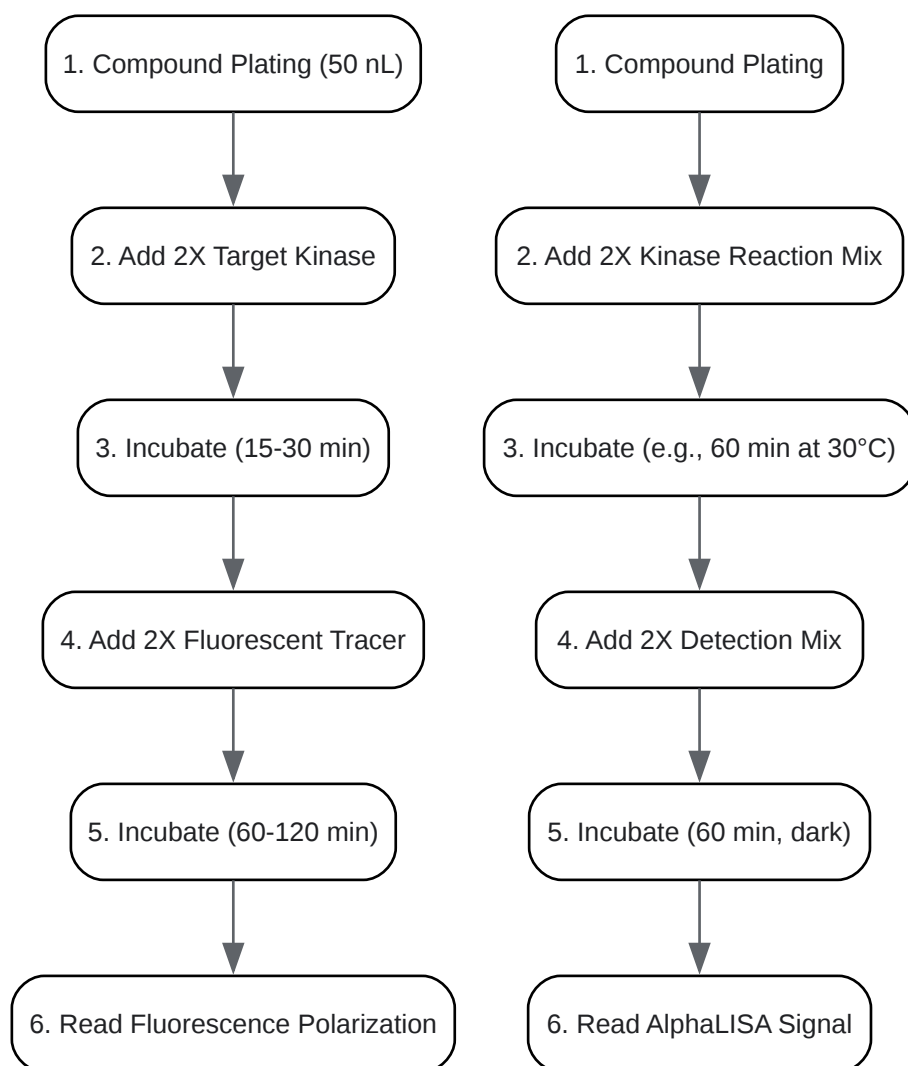 1. Compound Plating (50 nL)
2. Add 2X Target Kinase
3. Incubate (15-30 min)
4. Add 2X Fluorescent Tracer
5. Incubate (60-120 min)
6. Read Fluorescence Polarization
1. Compound Plating
2. Add 2X Kinase Reaction Mix
3. Incubate (e.g., 60 min at 30°C)
4. Add 2X Detection Mix
5. Incubate (60 min, dark)
6. Read AlphaLISA Signal